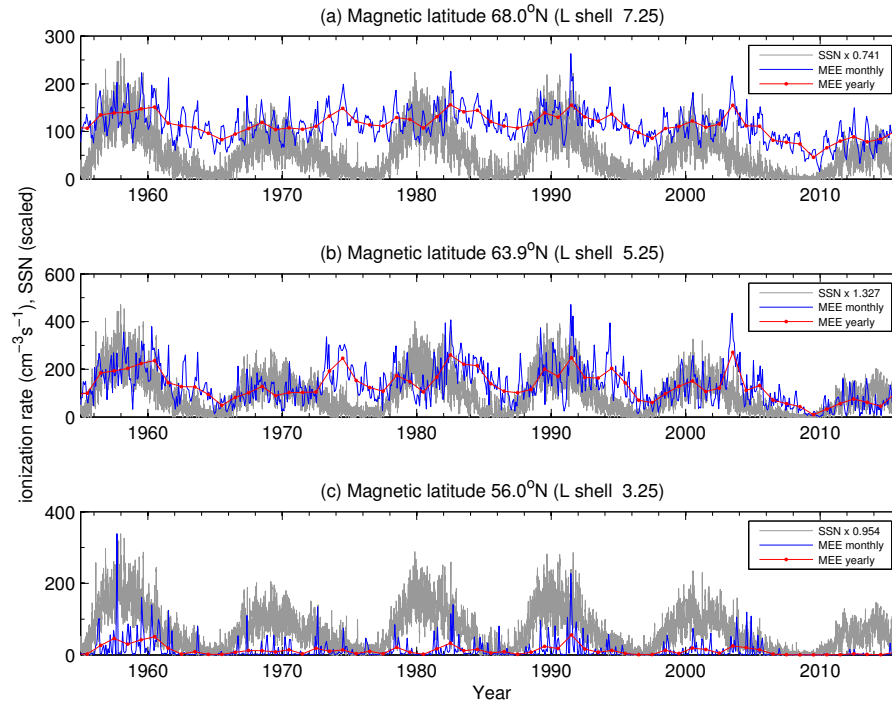 (a) Magnetic latitude 68.0°N (L shell 7.25)
300
200
100
0
SSN x 0.741
MEE monthly
MEE yearly
1960 1970 1980 1990 2000 2010
(b) Magnetic latitude 63.9°N (L shell 5.25)
600
400
200
0
SSN x 1.327
MEE monthly
MEE yearly
1960 1970 1980 1990 2000 2010
ionization rate (cm⁻³s⁻¹), SSN (scaled)
(c) Magnetic latitude 56.0°N (L shell 3.25)
400
200
0
SSN x 0.954
MEE monthly
MEE yearly
1960 1970 1980 1990 2000 2010
Year